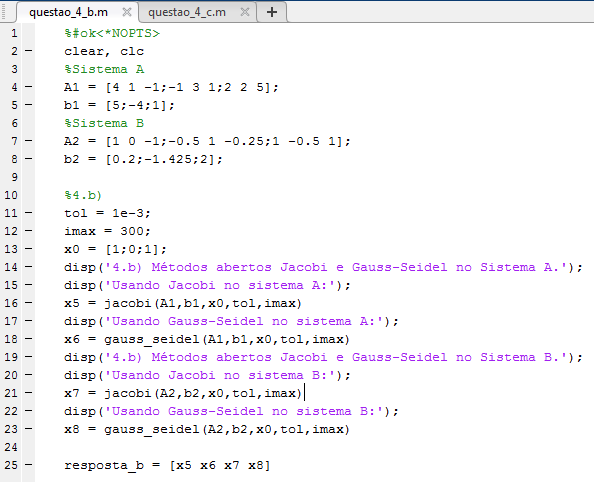 questao_4_b.m × questao_4_c.m × +
1 %#ok<*NOPTS>
2 – clear, clc
3 %Sistema A
4 – A1 = [4 1 -1;-1 3 1;2 2 5];
5 – b1 = [5;-4;1];
6 %Sistema B
7 – A2 = [1 0 -1;-0.5 1 -0.25;1 -0.5 1];
8 – b2 = [0.2;-1.425;2];
9
10 %4.b)
11 – tol = 1e-3;
12 – imax = 300;
13 – x0 = [1;0;1];
14 – disp('4.b) Métodos abertos Jacobi e Gauss-Seidel no Sistema A.');
15 – disp('Usando Jacobi no sistema A:');
16 – x5 = jacobi(A1,b1,x0,tol,imax)
17 – disp('Usando Gauss-Seidel no sistema A:');
18 – x6 = gauss_seidel(A1,b1,x0,tol,imax)
19 – disp('4.b) Métodos abertos Jacobi e Gauss-Seidel no Sistema B.');
20 – disp('Usando Jacobi no sistema B:');
21 – x7 = jacobi(A2,b2,x0,tol,imax)
22 – disp('Usando Gauss-Seidel no sistema B:');
23 – x8 = gauss_seidel(A2,b2,x0,tol,imax)
24
25 – resposta_b = [x5 x6 x7 x8]